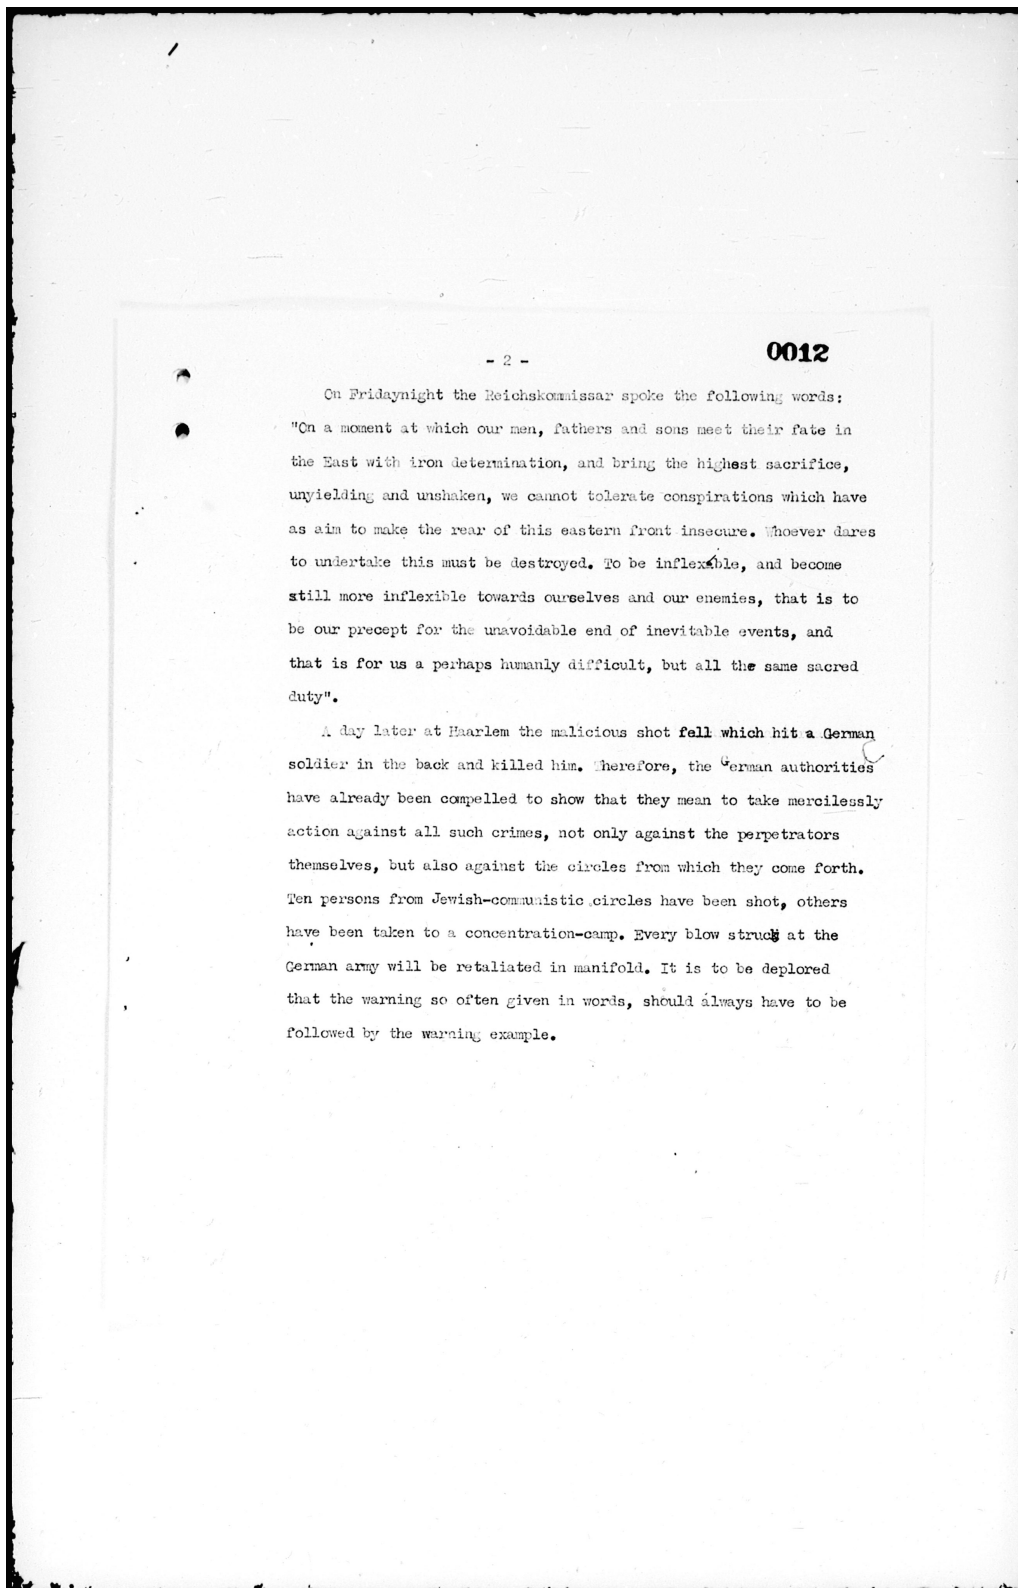 - 2 -
0012
On Fridaynight the Reichskommissar spoke the following words:
"On a moment at which our men, fathers and sons meet their fate in
the East with iron determination, and bring the highest sacrifice,
unyielding and unshaken, we cannot tolerate conspirations which have
as aim to make the rear of this eastern front insecure. Whoever dares
to undertake this must be destroyed. To be inflexible, and become
still more inflexible towards ourselves and our enemies, that is to
be our precept for the unavoidable end of inevitable events, and
that is for us a perhaps humanly difficult, but all the same sacred
duty".
A day later at Haarlem the malicious shot fell which hit a German
soldier in the back and killed him. Therefore, the German authorities
have already been compelled to show that they mean to take mercilessly
action against all such crimes, not only against the perpetrators
themselves, but also against the circles from which they come forth.
Ten persons from Jewish-communistic circles have been shot, others
have been taken to a concentration-camp. Every blow struck at the
German army will be retaliated in manifold. It is to be deplored
that the warning so often given in words, should always have to be
followed by the warning example.